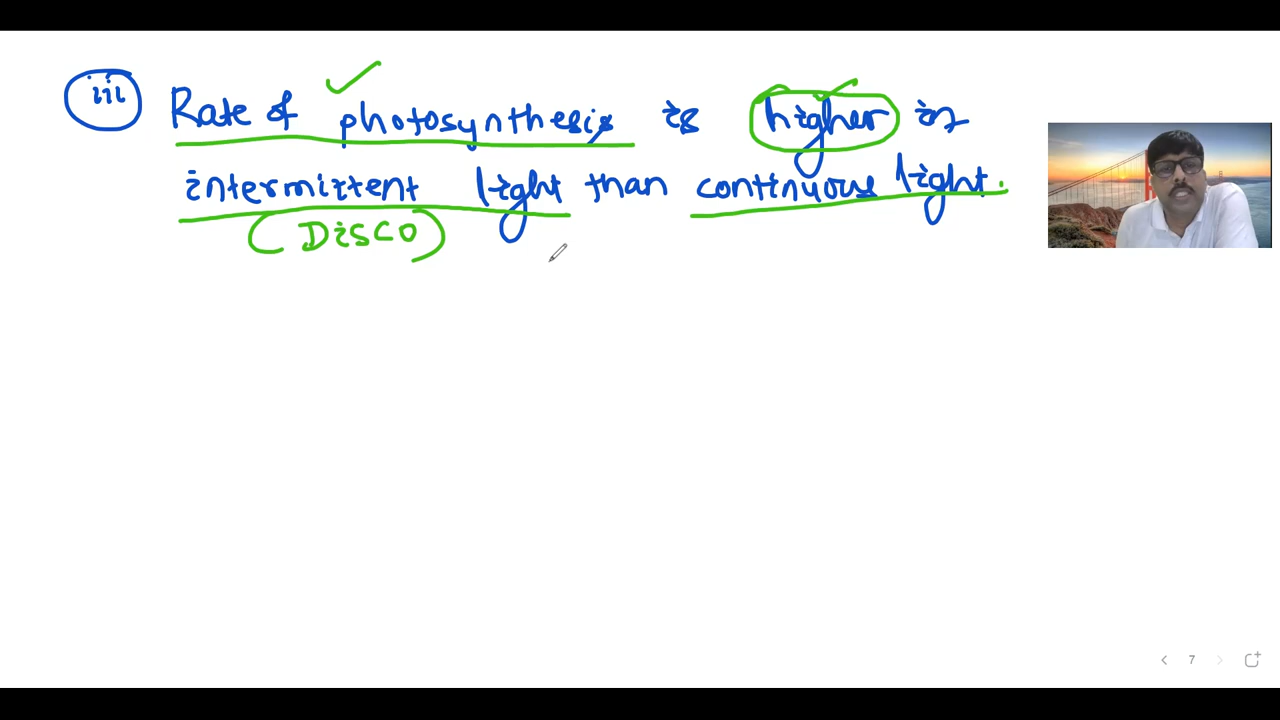 iii Rate of photosynthesis is higher in
intermittent light than continuous light.
(DisCO)
7